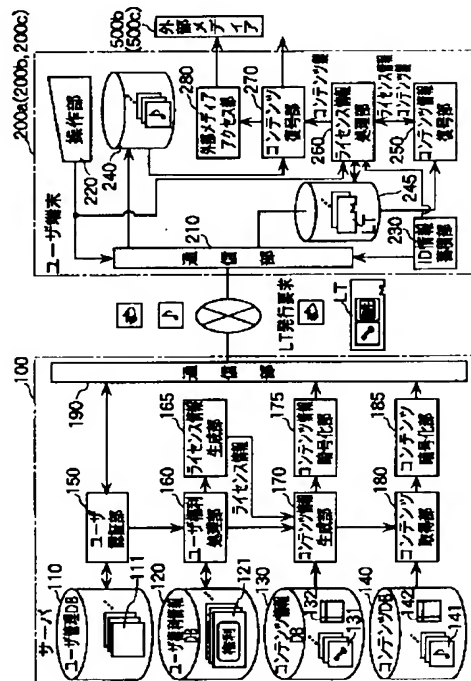 200a(200b, 200c)
500b
(500c)
外部メディア
ユーザ端末
操作部
220
240
280
外部メディア
アクセス部
270
コンテンツ
復号部
コンテンツ鍵
260
ライセンス情報
処理部
ライセンス情報
コンテンツ鍵
250
コンテンツ情報
復号部
245
LT
230
ID情報
蓄積部
210
通信部
LT発行要求
LT
100
サーバ
190
通信部
110
ユーザ管理DB
111
150
ユーザ
認証部
120
ユーザ権利情報
DB
権利
121
160
ユーザ権利
処理部
165
ライセンス情報
生成部
ライセンス情報
130
コンテンツ情報
DB
132
131
170
コンテンツ情報
生成部
175
コンテンツ情報
暗号化部
140
コンテンツDB
142
141
180
コンテンツ
取得部
185
コンテンツ
暗号化部